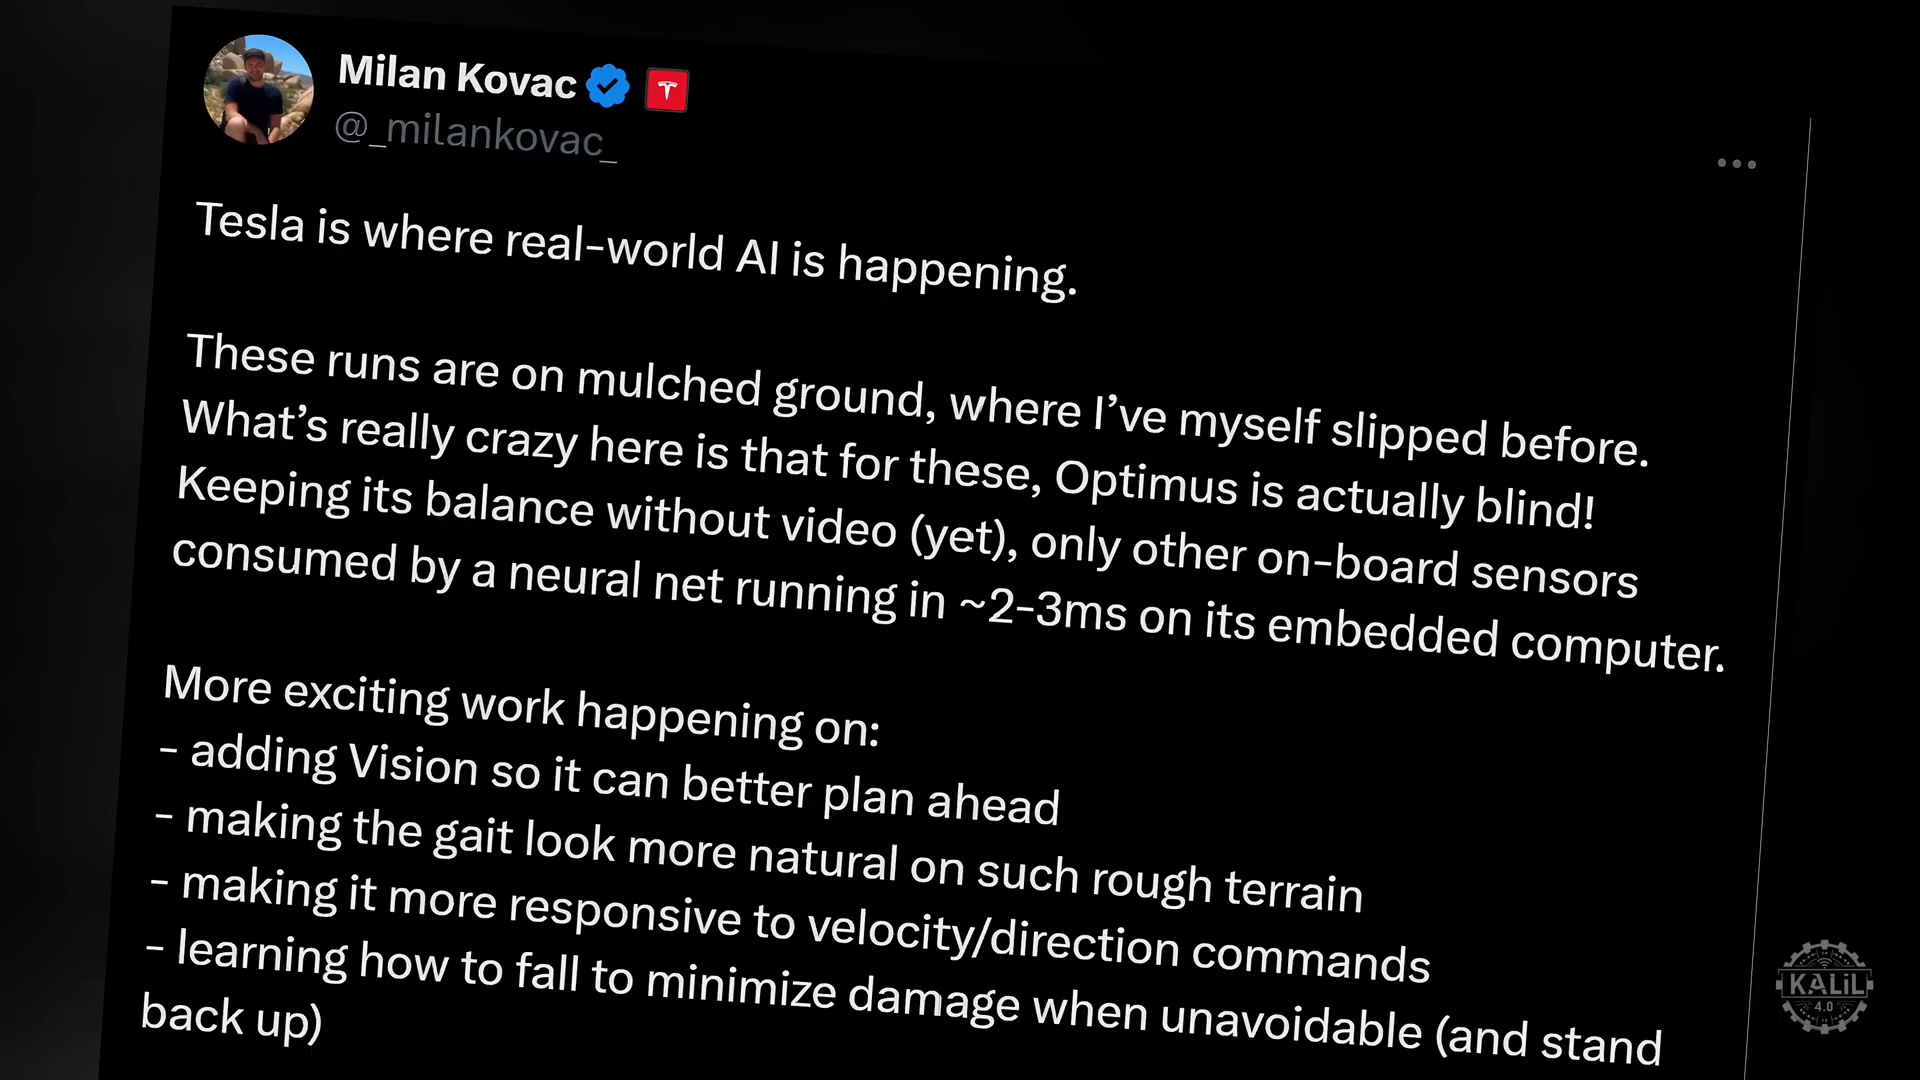 Milan Kovac
@_milankovac_
Tesla is where real-world AI is happening.
These runs are on mulched ground, where I’ve myself slipped before.
What’s really crazy here is that for these, Optimus is actually blind!
Keeping its balance without video (yet), only other on-board sensors
consumed by a neural net running in ~2-3ms on its embedded computer.
More exciting work happening on:
- adding Vision so it can better plan ahead
- making the gait look more natural on such rough terrain
- making it more responsive to velocity/direction commands
- learning how to fall to minimize damage when unavoidable (and stand
back up)
KALiL
4.0